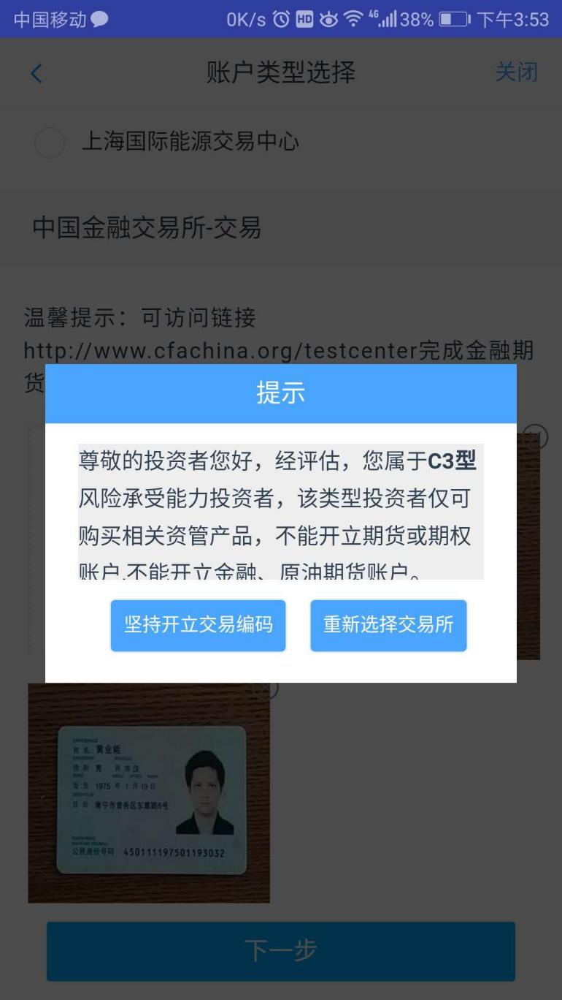 中国移动 0K/s HD 4G 38% 下午3:53
账户类型选择 关闭
上海国际能源交易中心
中国金融交易所-交易
温馨提示：可访问链接
http://www.cfachina.org/testcenter完成金融期
货
提示
尊敬的投资者您好，经评估，您属于C3型
风险承受能力投资者，该类型投资者仅可
购买相关资管产品，不能开立期货或期权
账户,不能开立金融、原油期货账户。
坚持开立交易编码 重新选择交易所
姓名 黄业能
性别 男 民族 汉
出生 1975 年 1 月 19 日
住址 南宁市青秀区东葛路8号
公民身份号码 450111197501193032
下一步